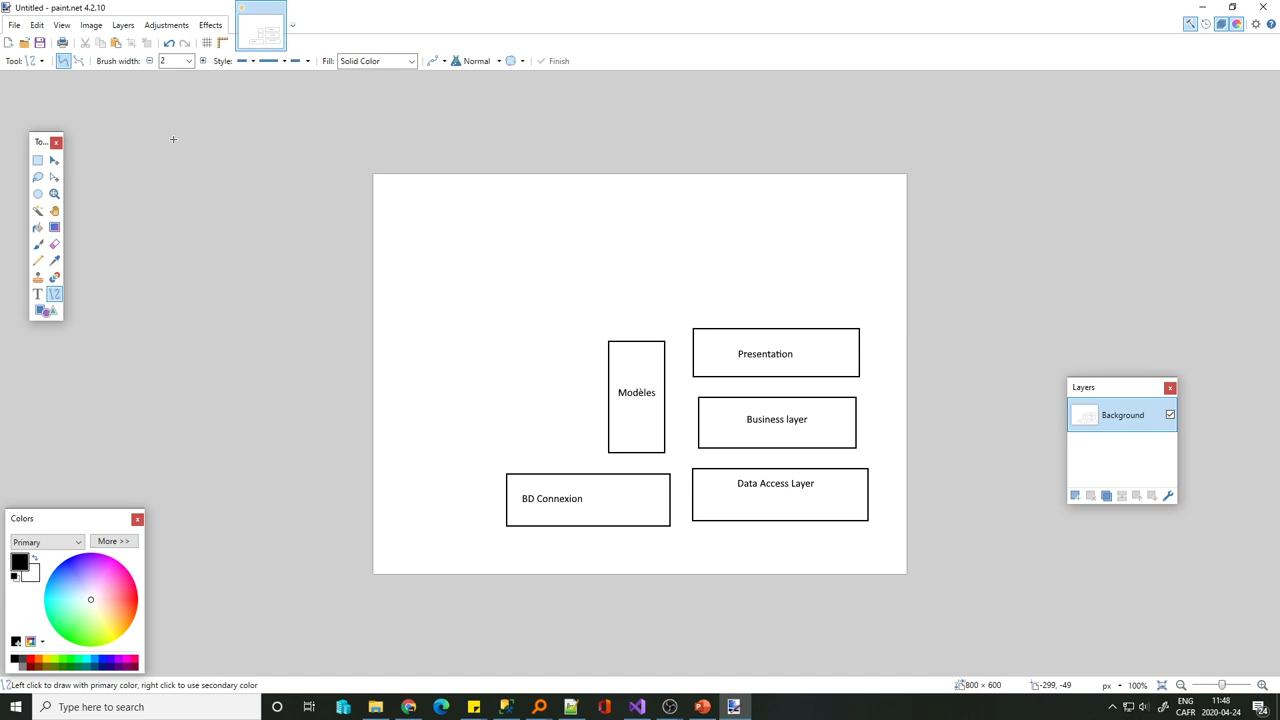 Untitled - paint.net 4.2.10
File Edit View Image Layers Adjustments Effects
Tool: Brush width: 2 Style: Fill: Solid Color Normal Finish
To...
Presentation
Modèles
Business layer
Data Access Layer
BD Connexion
Layers
Background
Colors
Primary More >>
Left click to draw with primary color, right click to use secondary color 800 × 600 -299, -49 px 100%
Type here to search
ENG 11:48
CAFR 2020-04-24 24